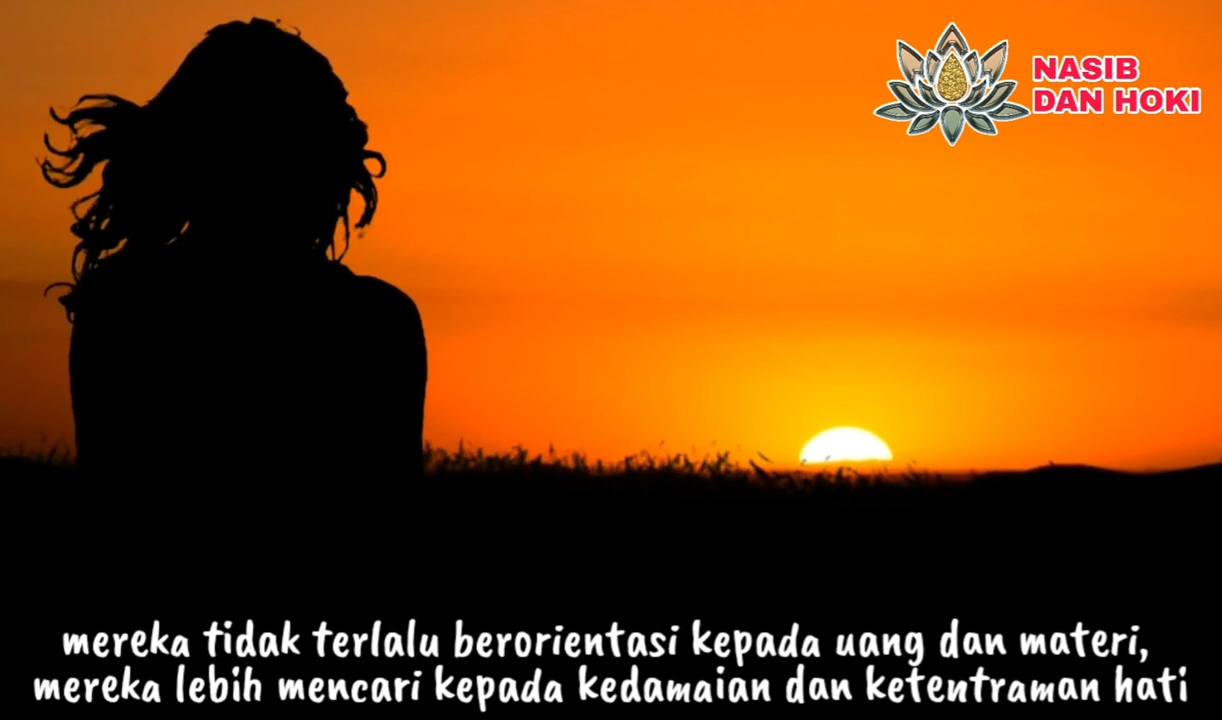 NASIB
DAN HOKI
mereka tidak terlalu berorientasi kepada uang dan materi,
mereka lebih mencari kepada kedamaian dan ketentraman hati